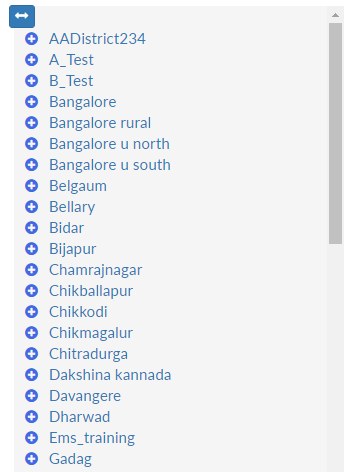 AADistrict234
A_Test
B_Test
Bangalore
Bangalore rural
Bangalore u north
Bangalore u south
Belgaum
Bellary
Bidar
Bijapur
Chamrajnagar
Chikballapur
Chikkodi
Chikmagalur
Chitradurga
Dakshina kannada
Davangere
Dharwad
Ems_training
Gadag